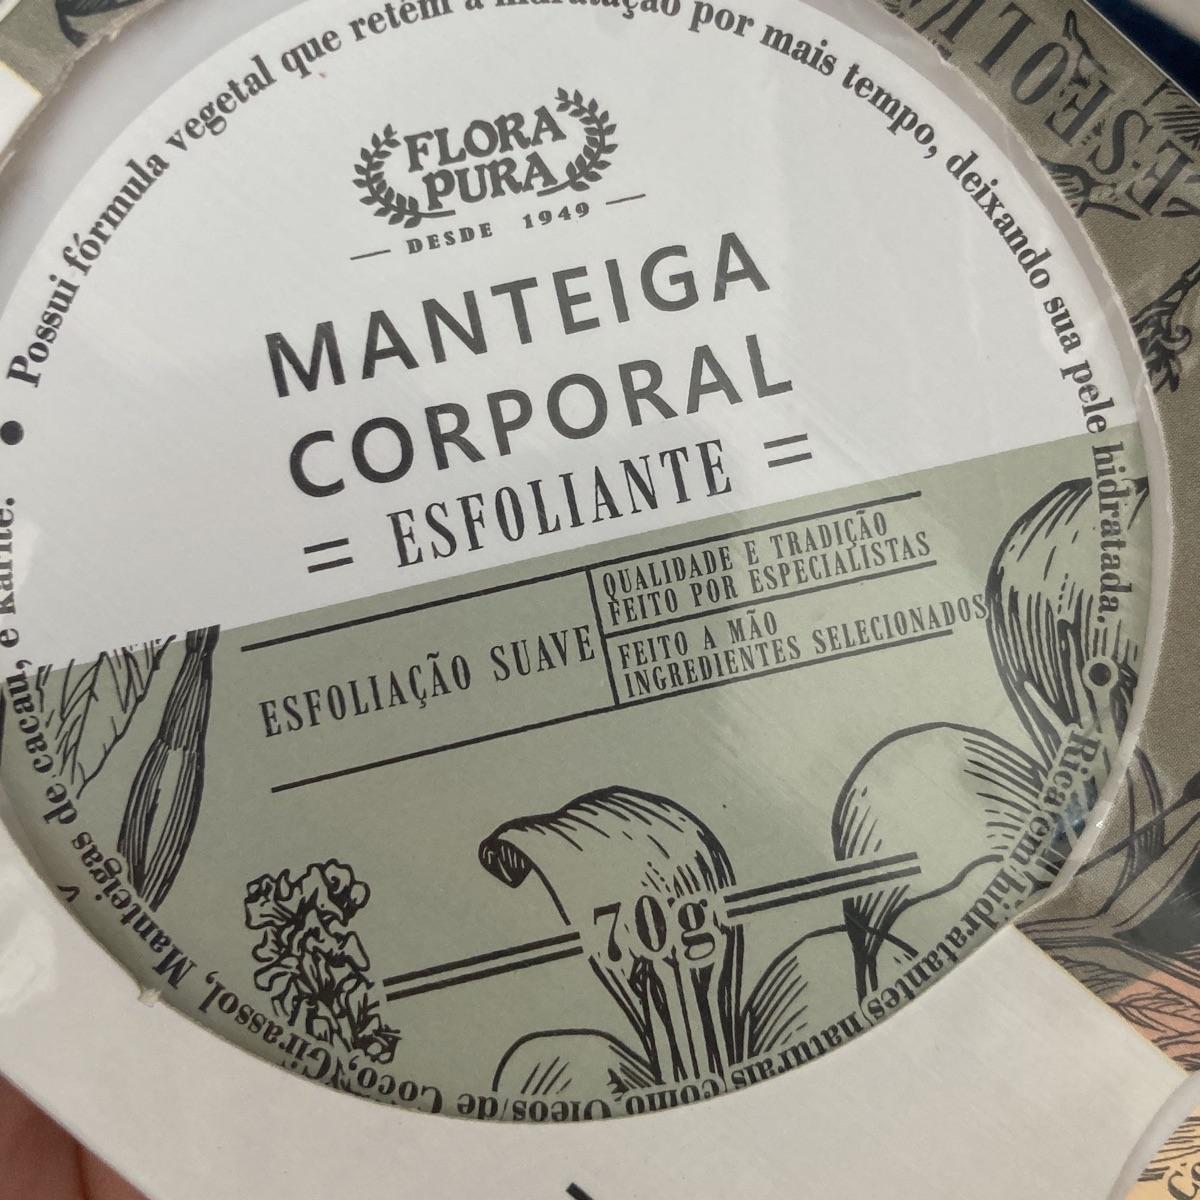 Possui fórmula vegetal que retém a hidratação por mais tempo, deixando sua pele hidratada.
FLORA
PURA
DESDE 1949
MANTEIGA
CORPORAL
= ESFOLIANTE =
ESFOLIAÇÃO SUAVE
QUALIDADE E TRADIÇÃO
FEITO POR ESPECIALISTAS
FEITO A MÃO
INGREDIENTES SELECIONADOS
70g
Rica em hidratantes naturais como Óleos de Coco, Girassol, Manteigas de cacau, e karité.